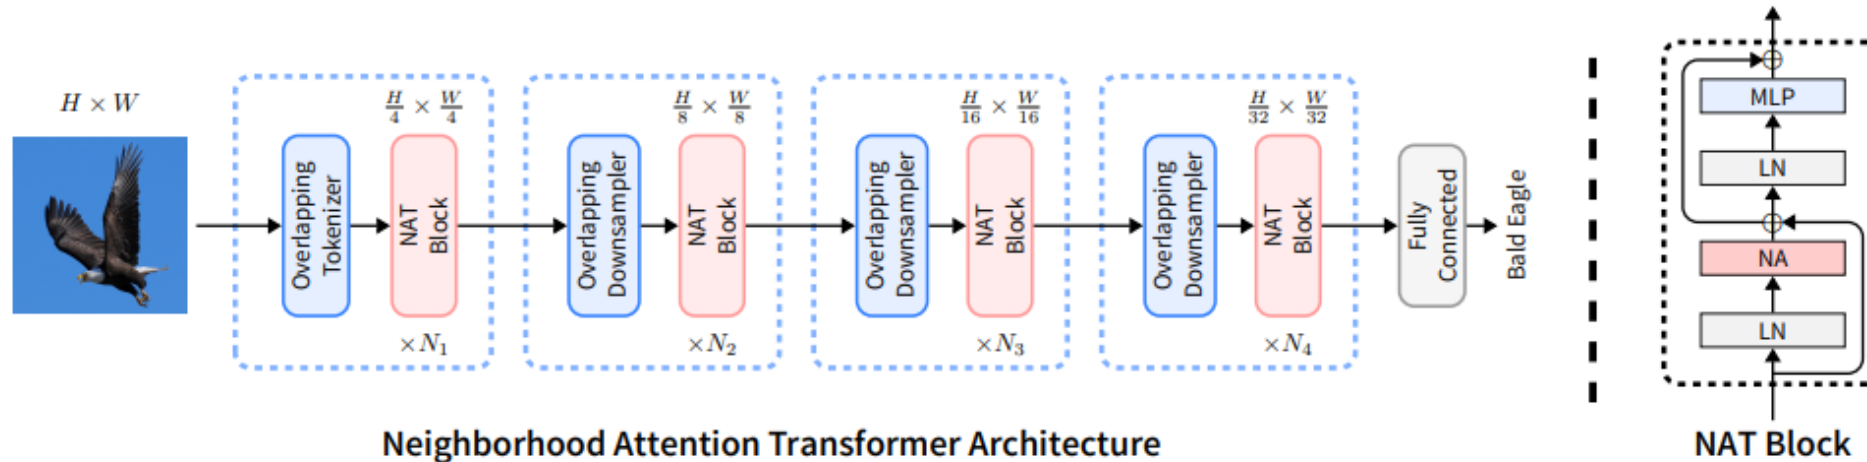 H × W
Overlapping
Tokenizer
H/4 × W/4
NAT
Block
×N₁
Overlapping
Downsampler
H/8 × W/8
NAT
Block
×N₂
Overlapping
Downsampler
H/16 × W/16
NAT
Block
×N₃
Overlapping
Downsampler
H/32 × W/32
NAT
Block
×N₄
Fully
Connected
Bald Eagle
Neighborhood Attention Transformer Architecture
MLP
LN
NA
LN
NAT Block